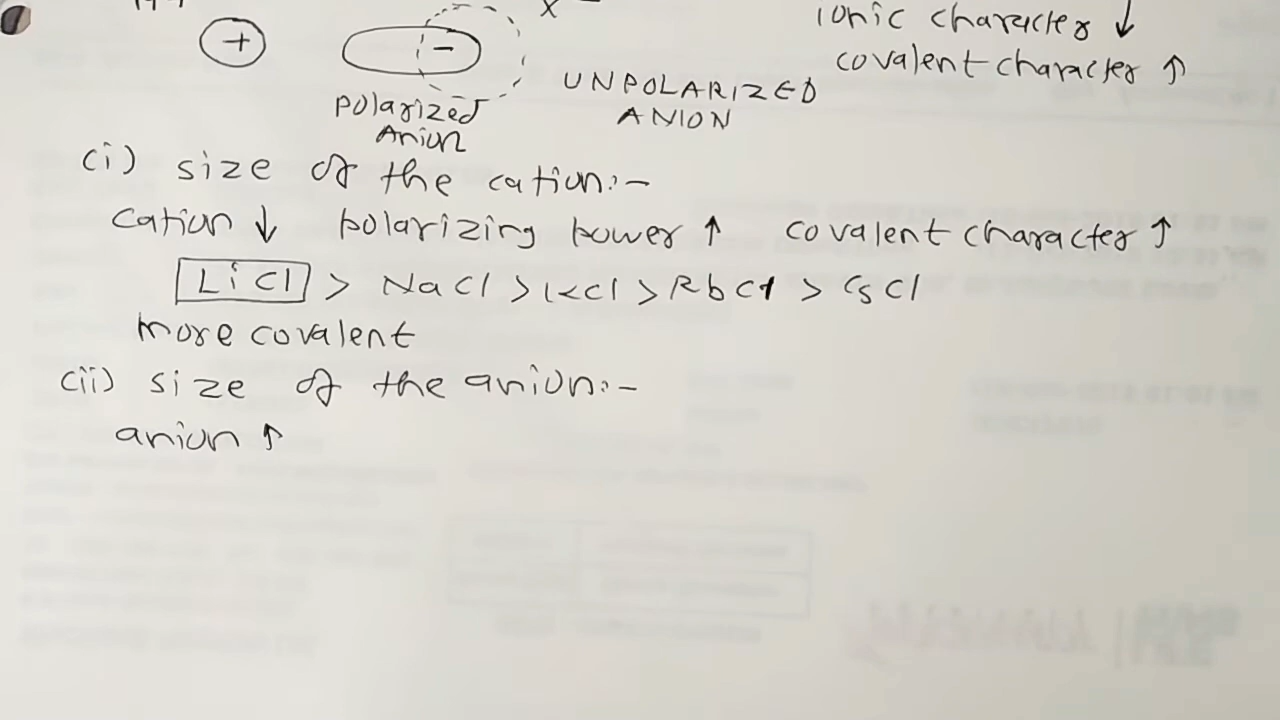 ionic character ↓
X -
+
-
covalent character ↑
UNPOLARIZED
ANION
polarized
Anion
(i) size of the cation:-
cation ↓ polarizing power ↑ covalent character ↑
LiCl > NaCl > KCl > RbCl > CsCl
more covalent
(ii) size of the anion:-
anion ↑